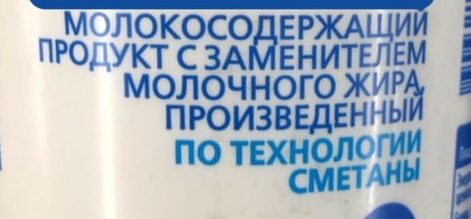 МОЛОКОСОДЕРЖАЩИЙ
ПРОДУКТ С ЗАМЕНИТЕЛЕМ
МОЛОЧНОГО ЖИРА,
ПРОИЗВЕДЕННЫЙ
ПО ТЕХНОЛОГИИ
СМЕТАНЫ